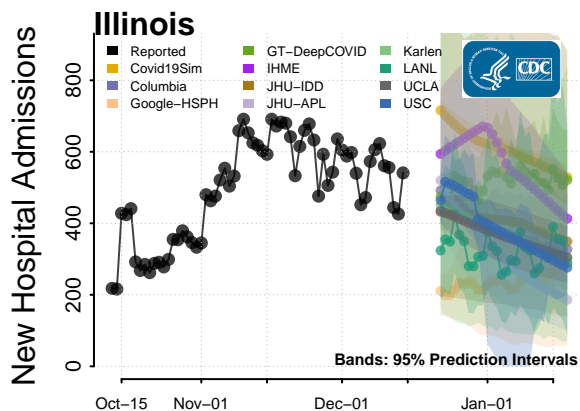 Illinois
New Hospital Admissions
800
600
400
200
0
Reported
Covid19Sim
Columbia
Google−HSPH
GT−DeepCOVID
IHME
JHU−IDD
JHU−APL
Karlen
LANL
UCLA
USC
CDC
Bands: 95% Prediction Intervals
Oct−15 Nov−01 Dec−01 Jan−01